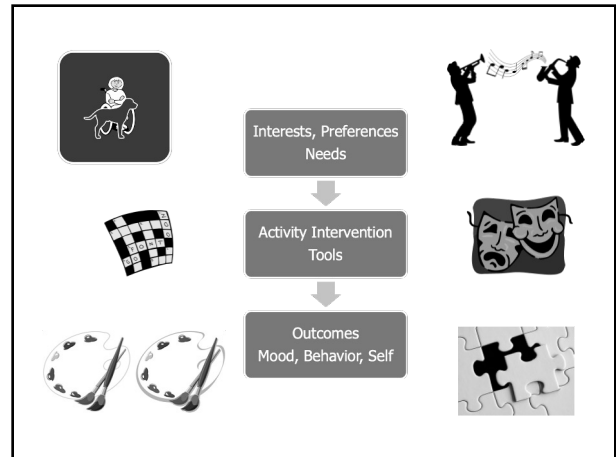 Interests, Preferences
Needs
Activity Intervention
Tools
Outcomes
Mood, Behavior, Self